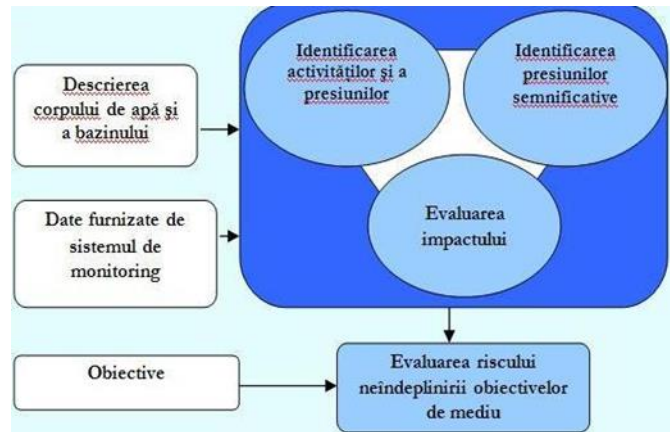 Descrierea
corpului de apă și
a bazinului
Date furnizate de
sistemul de
monitoring
Obiective
Identificarea
activităților și a
presiunilor
Identificarea
presiunilor
semnificative
Evaluarea
impactului
Evaluarea riscului
neîndeplinirii obiectivelor
de mediu